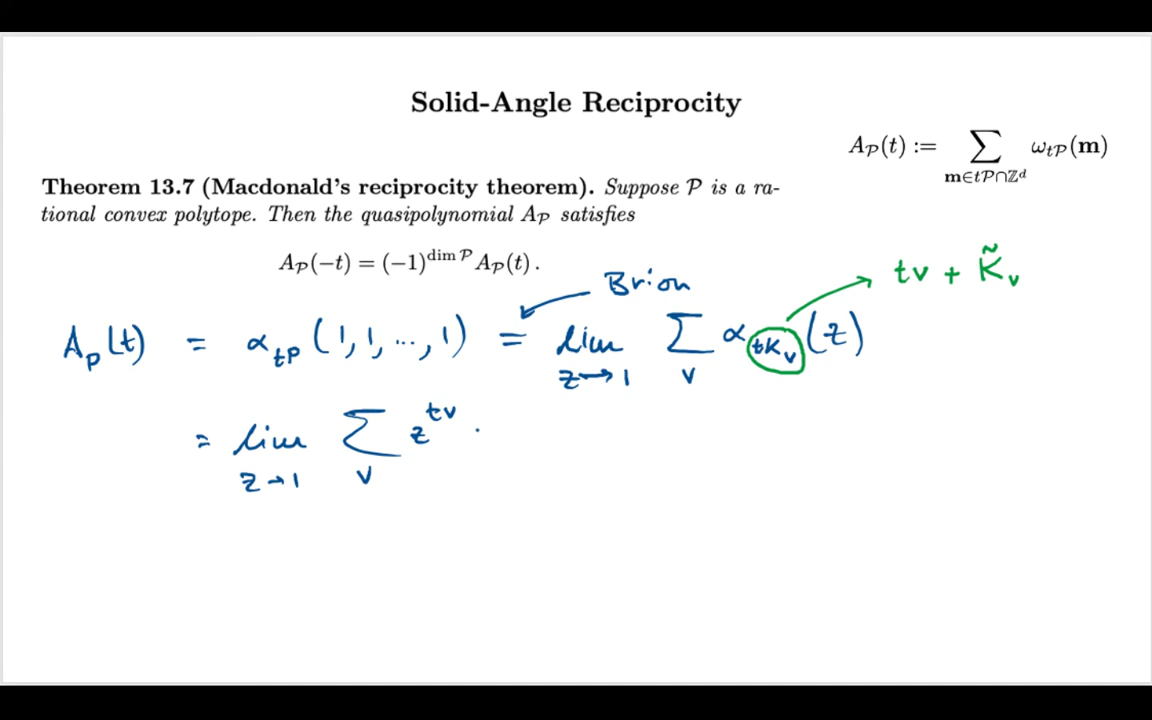 Solid-Angle Reciprocity
A_P(t) := ∑_{m∈tP∩ℤ^d} ω_{tP}(m)
Theorem 13.7 (Macdonald's reciprocity theorem). Suppose P is a ra-
tional convex polytope. Then the quasipolynomial A_P satisfies
A_P(−t) = (−1)^{dim P} A_P(t) .
Brion
tv + K̃_v
A_P(t) = α_{tP}(1, 1, ..., 1) = lim_{z→1} ∑_v α_{tK_v}(z)
= lim_{z→1} ∑_v z^{tv} .